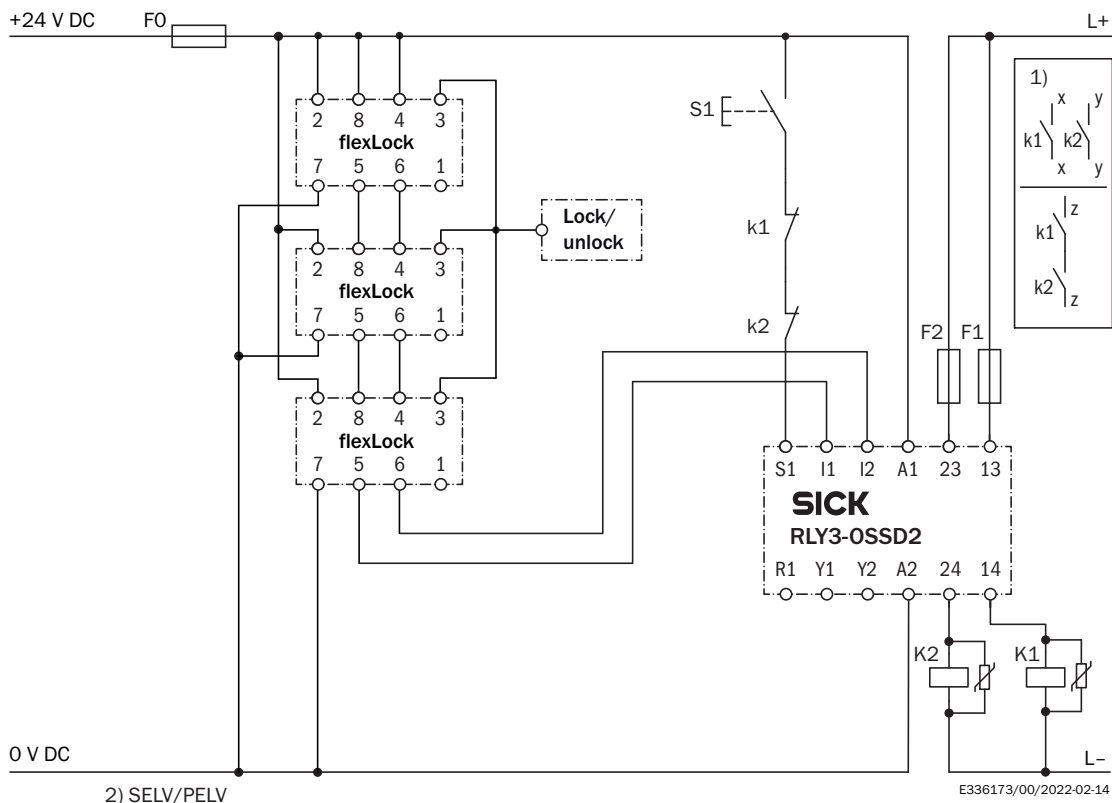 +24 V DC
F0
L+
2 8 4 3
flexLock
7 5 6 1
2 8 4 3
flexLock
7 5 6 1
2 8 4 3
flexLock
7 5 6 1
Lock/
unlock
S1
k1
k2
1)
x y
k1 k2
x y
z
k1
k2
z
F2 F1
S1 I1 I2 A1 23 13
SICK
RLY3-OSSD2
R1 Y1 Y2 A2 24 14
K2 K1
0 V DC
L–
2) SELV/PELV
E336173/00/2022-02-14